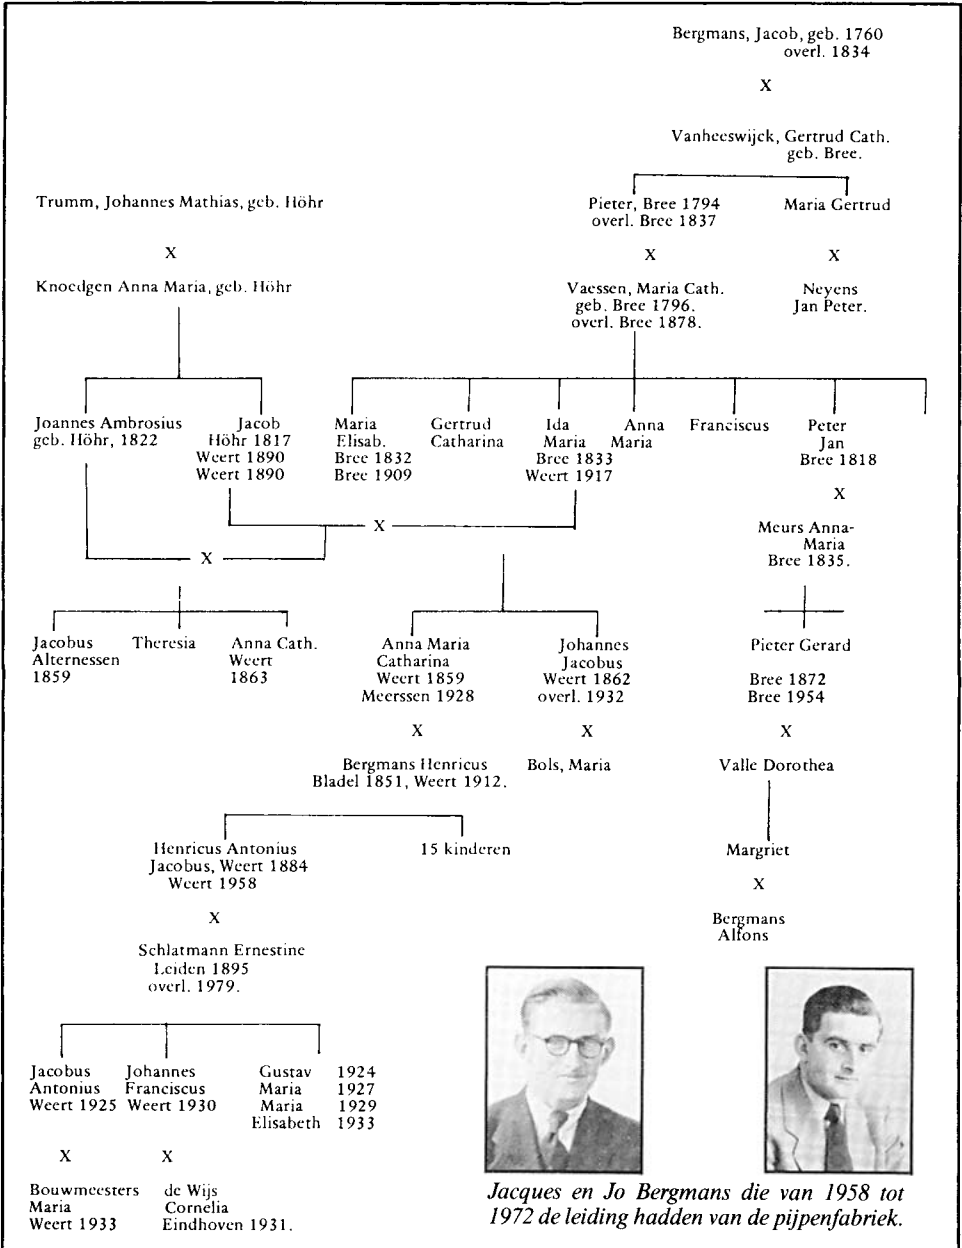 Bergmans, Jacob, geb. 1760
overl. 1834
X
Vanheeswijck, Gertrud Cath.
geb. Bree.
Trumm, Johannes Mathias, geb. Höhr
X
Knoedgen Anna Maria, geb. Höhr
Pieter, Bree 1794
overl. Bree 1837
X
Vaessen, Maria Cath.
geb. Bree 1796.
overl. Bree 1878.
Maria Gertrud
X
Neyens
Jan Peter.
Joannes Ambrosius
geb. Höhr, 1822
Jacob
Höhr 1817
Weert 1890
Weert 1890
Maria
Elisab.
Bree 1832
Bree 1909
Gertrud
Catharina
Ida
Maria
Bree 1833
Weert 1917
Anna
Maria
Franciscus
Peter
Jan
Bree 1818
X
Meurs Anna-
Maria
Bree 1835.
X
X
Jacobus
Alternessen
1859
Theresia
Anna Cath.
Weert
1863
Anna Maria
Catharina
Weert 1859
Meerssen 1928
X
Bergmans Henricus
Bladel 1851, Weert 1912.
Johannes
Jacobus
Weert 1862
overl. 1932
X
Bols, Maria
Pieter Gerard
Bree 1872
Bree 1954
X
Valle Dorothea
Henricus Antonius
Jacobus, Weert 1884
Weert 1958
X
Schlatmann Ernestine
Leiden 1895
overl. 1979.
15 kinderen
Margriet
X
Bergmans
Alfons
Jacobus
Antonius
Weert 1925
X
Bouwmeesters
Maria
Weert 1933
Johannes
Franciscus
Weert 1930
X
de Wijs
Cornelia
Eindhoven 1931.
Gustav 1924
Maria 1927
Maria 1929
Elisabeth 1933
Jacques en Jo Bergmans die van 1958 tot
1972 de leiding hadden van de pijpenfabriek.